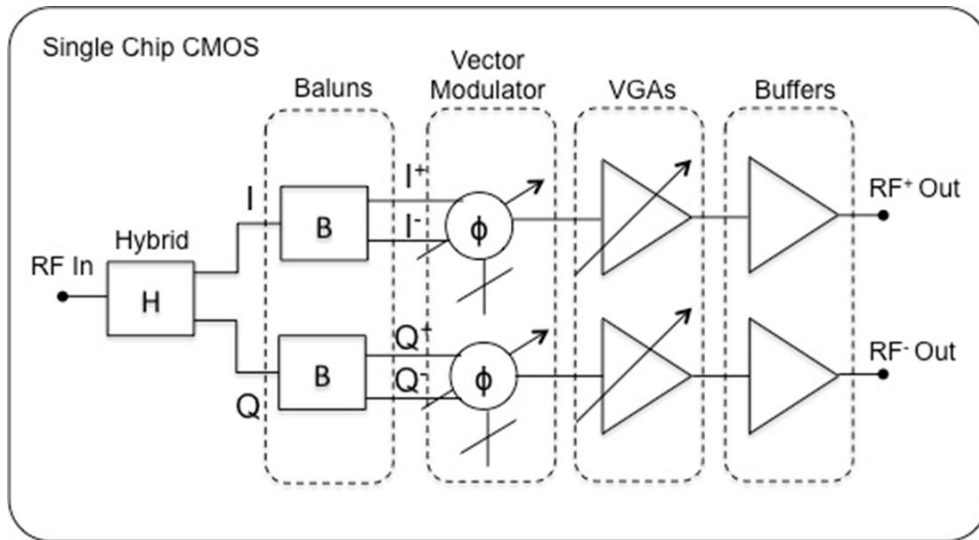 Single Chip CMOS
Baluns
Vector
Modulator
VGAs
Buffers
I
B
I+
I-
ϕ
RF+ Out
Hybrid
RF In
H
Q
B
Q+
Q-
ϕ
RF- Out